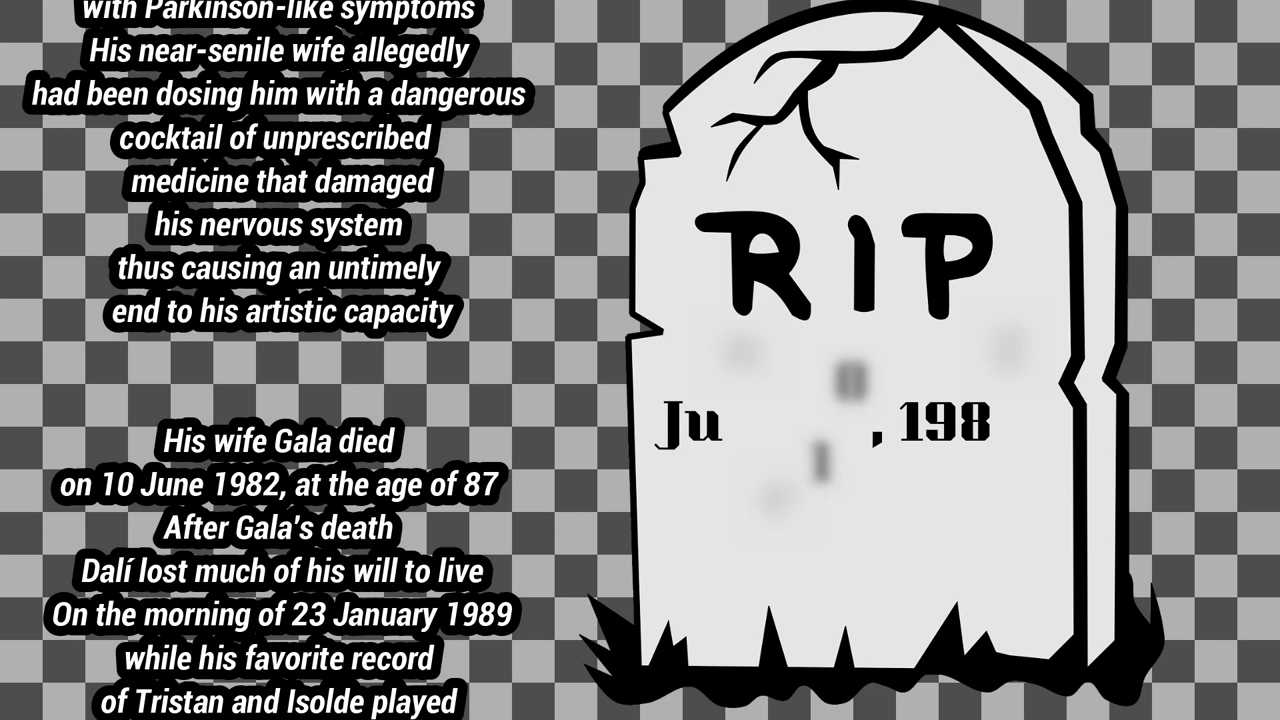 with Parkinson-like symptoms
His near-senile wife allegedly
had been dosing him with a dangerous
cocktail of unprescribed
medicine that damaged
his nervous system
thus causing an untimely
end to his artistic capacity
His wife Gala died
on 10 June 1982, at the age of 87
After Gala's death
Dalí lost much of his will to live
On the morning of 23 January 1989
while his favorite record
of Tristan and Isolde played
RIP
Ju , 198